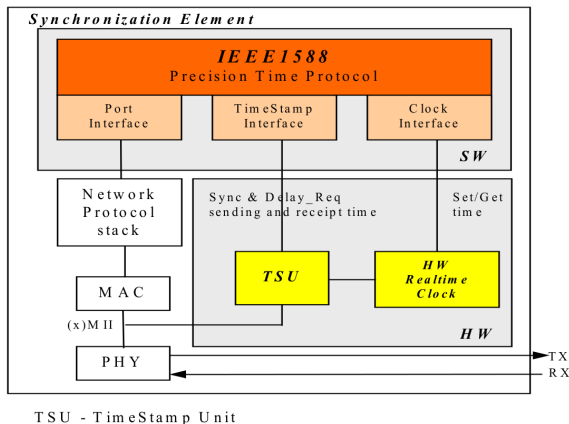 Synchronization Element
IEEE1588
Precision Time Protocol
Port
Interface
TimeStamp
Interface
Clock
Interface
SW
Network
Protocol
stack
Sync & Delay_Req
sending and receipt time
Set/Get
time
TSU
HW
Realtime
Clock
MAC
(x)MII
HW
PHY
TX
RX
TSU - TimeStamp Unit